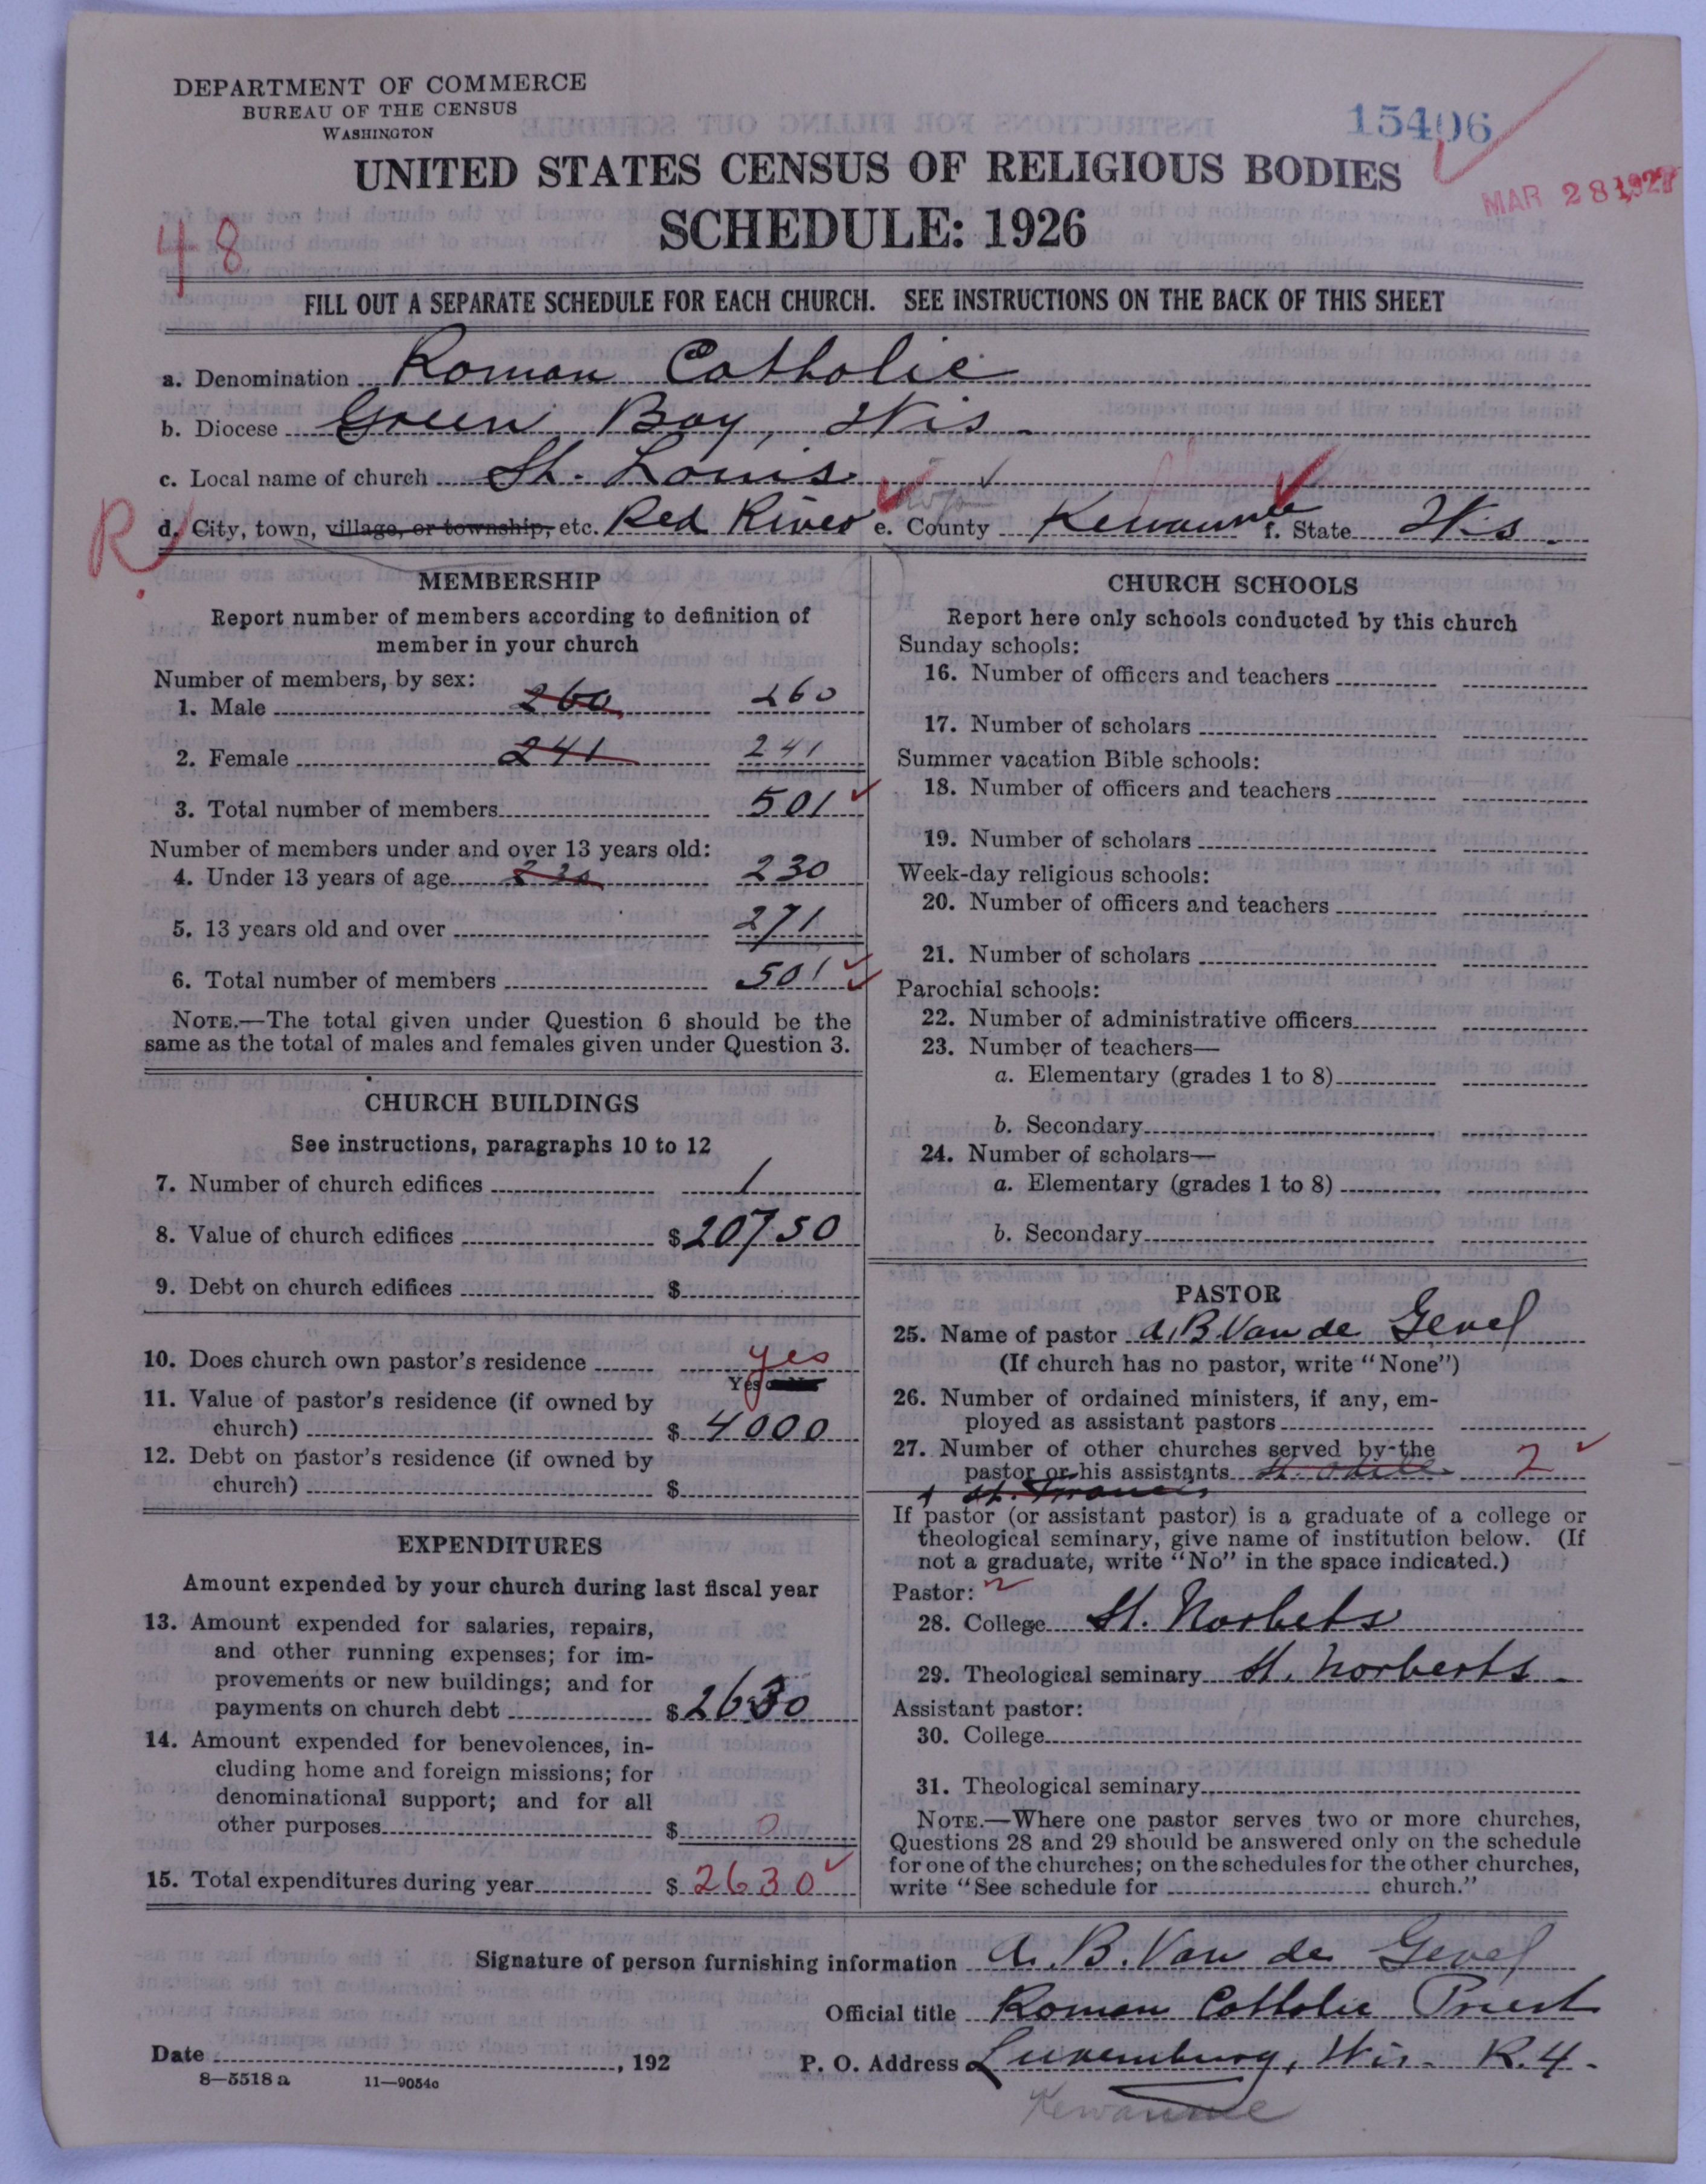 DEPARTMENT OF COMMERCE
BUREAU OF THE CENSUS
WASHINGTON
15406
UNITED STATES CENSUS OF RELIGIOUS BODIES
MAR 28 1927
SCHEDULE: 1926
48
FILL OUT A SEPARATE SCHEDULE FOR EACH CHURCH. SEE INSTRUCTIONS ON THE BACK OF THIS SHEET
a. Denomination Roman Catholic
b. Diocese Green Bay, Wis.
c. Local name of church St. Louis
R d. City, town, village, or township, etc. Red River e. County Kewaunee f. State Wis.
MEMBERSHIP
Report number of members according to definition of
member in your church
Number of members, by sex:
1. Male 260 260
2. Female 241 241
3. Total number of members 501
Number of members under and over 13 years old:
4. Under 13 years of age 230 230
5. 13 years old and over 271
6. Total number of members 501
NOTE.—The total given under Question 6 should be the
same as the total of males and females given under Question 3.
CHURCH BUILDINGS
See instructions, paragraphs 10 to 12
7. Number of church edifices 1
8. Value of church edifices $20750
9. Debt on church edifices $
10. Does church own pastor's residence yes
Yes or No
11. Value of pastor's residence (if owned by
church) $ 4000
12. Debt on pastor's residence (if owned by
church) $
EXPENDITURES
Amount expended by your church during last fiscal year
13. Amount expended for salaries, repairs,
and other running expenses; for im-
provements or new buildings; and for
payments on church debt $2630
14. Amount expended for benevolences, in-
cluding home and foreign missions; for
denominational support; and for all
other purposes $ 0
15. Total expenditures during year $ 2630
CHURCH SCHOOLS
Report here only schools conducted by this church
Sunday schools:
16. Number of officers and teachers
17. Number of scholars
Summer vacation Bible schools:
18. Number of officers and teachers
19. Number of scholars
Week-day religious schools:
20. Number of officers and teachers
21. Number of scholars
Parochial schools:
22. Number of administrative officers
23. Number of teachers—
a. Elementary (grades 1 to 8)
b. Secondary
24. Number of scholars—
a. Elementary (grades 1 to 8)
b. Secondary
PASTOR
25. Name of pastor A. B. Van de Gevel
(If church has no pastor, write "None")
26. Number of ordained ministers, if any, em-
ployed as assistant pastors
27. Number of other churches served by the
pastor or his assistants St. Odile 2
+ St. Francis
If pastor (or assistant pastor) is a graduate of a college or
theological seminary, give name of institution below. (If
not a graduate, write "No" in the space indicated.)
Pastor:
28. College St. Norbets
29. Theological seminary St. Norberts.
Assistant pastor:
30. College
31. Theological seminary
NOTE.—Where one pastor serves two or more churches,
Questions 28 and 29 should be answered only on the schedule
for one of the churches; on the schedules for the other churches,
write "See schedule for church."
Signature of person furnishing information A. B. Van de Gevel
Official title Roman Catholic Priest
Date , 192 P. O. Address Luxemburg, Wis. R. 4.
8—5518 a 11—9054c
Kewaunee